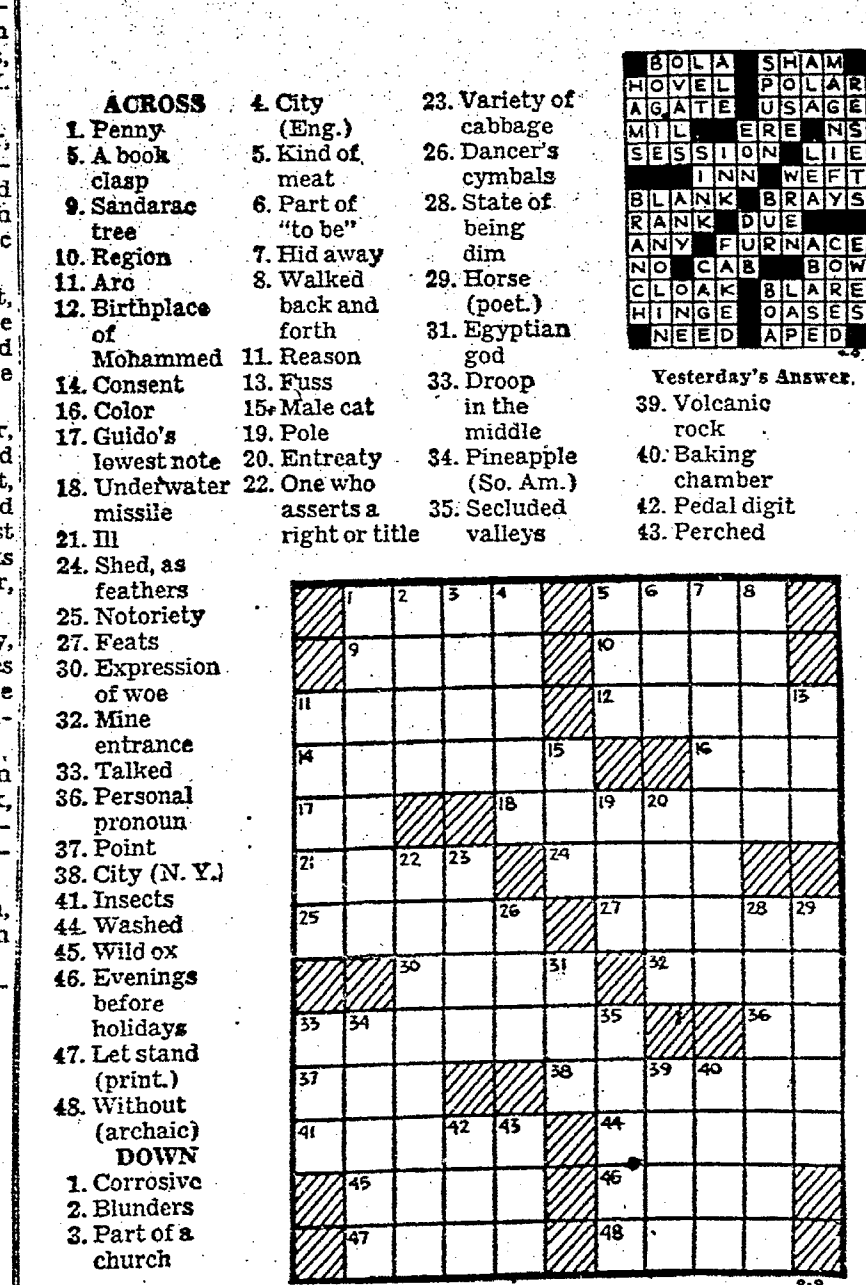 ACROSS
1. Penny
5. A book
clasp
9. Sandarac
tree
10. Region
11. Arc
12. Birthplace
of
Mohammed
14. Consent
16. Color
17. Guido's
lowest note
18. Underwater
missile
21. Ill
24. Shed, as
feathers
25. Notoriety
27. Feats
30. Expression
of woe
32. Mine
entrance
33. Talked
36. Personal
pronoun
37. Point
38. City (N. Y.)
41. Insects
44. Washed
45. Wild ox
46. Evenings
before
holidays
47. Let stand
(print.)
48. Without
(archaic)
DOWN
1. Corrosive
2. Blunders
3. Part of a
church
4. City
(Eng.)
5. Kind of
meat
6. Part of
"to be"
7. Hid away
8. Walked
back and
forth
11. Reason
13. Fuss
15. Male cat
19. Pole
20. Entreaty
22. One who
asserts a
right or title
23. Variety of
cabbage
26. Dancer's
cymbals
28. State of
being
dim
29. Horse
(poet.)
31. Egyptian
god
33. Droop
in the
middle
34. Pineapple
(So. Am.)
35. Secluded
valleys
BOLA SHAM
HOVEL POLAR
AGATE USAGE
MIL ERE NS
SESSION LIE
INN WEFT
BLANK BRAYS
RANK DUE
ANY FURNACE
NO CAB BOW
CLOAK BLARE
HINGE OASES
NEED APED
Yesterday's Answer.
39. Volcanic
rock
40. Baking
chamber
42. Pedal digit
43. Perched
1 2 3 4 5 6 7 8
9 10
11 12 13
14 15 16
17 18 19 20
21 22 23 24
25 26 27 28 29
30 31 32
33 34 35 36
37 38 39 40
41 42 43 44
45 46
47 48